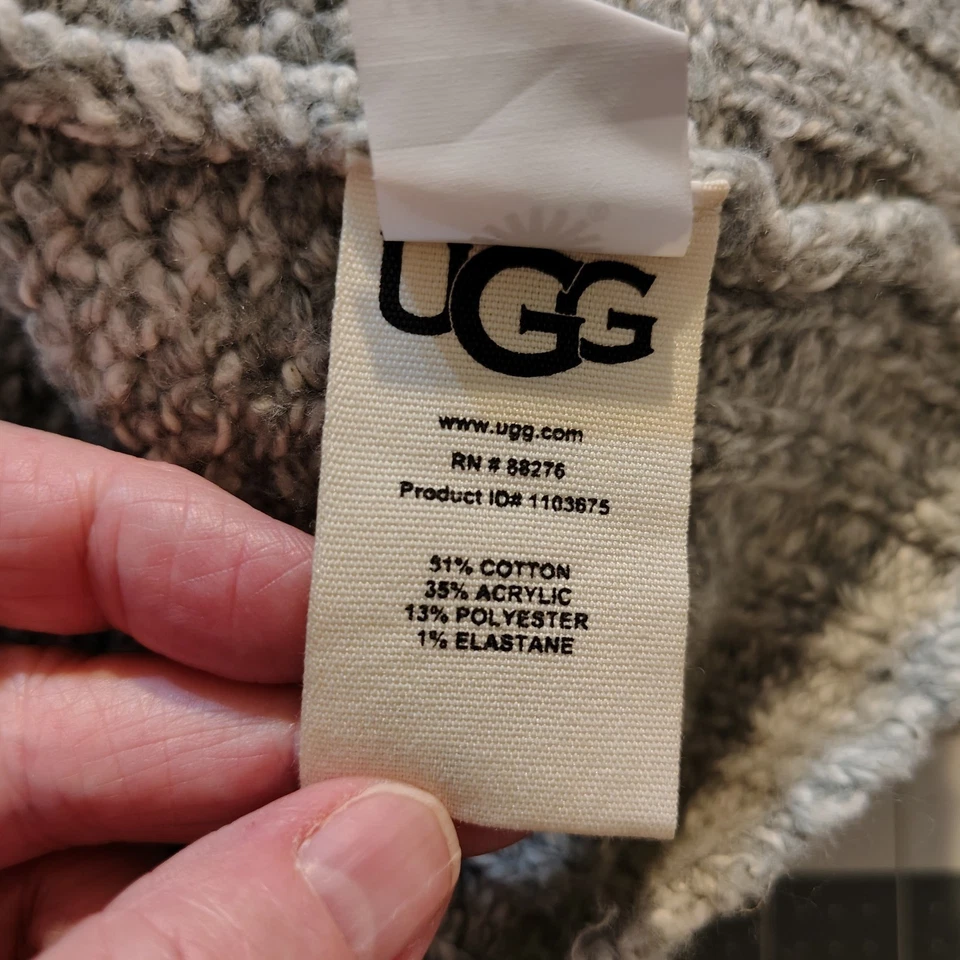 UGG
www.ugg.com
RN # 88276
Product ID# 1103675
51% COTTON
35% ACRYLIC
13% POLYESTER
1% ELASTANE